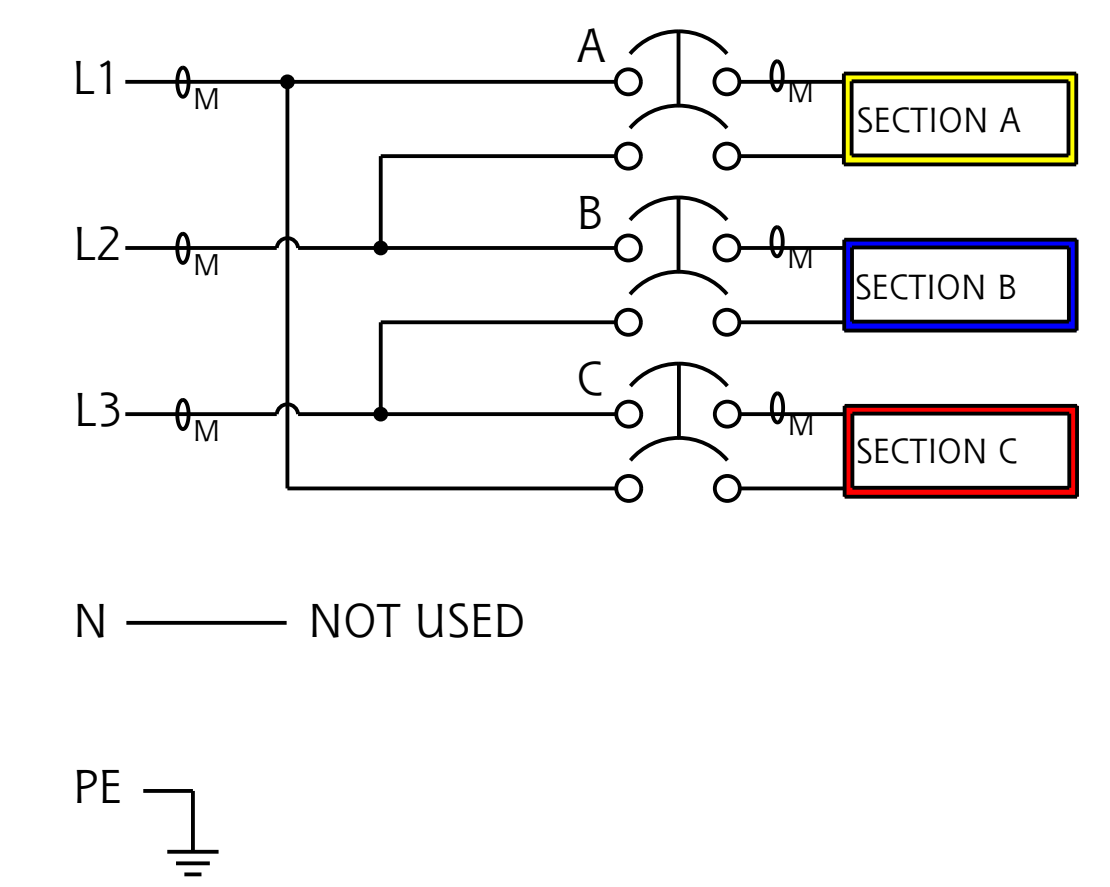 A
L1 M M
SECTION A
B
L2 M M
SECTION B
C
L3 M M
SECTION C
N NOT USED
PE